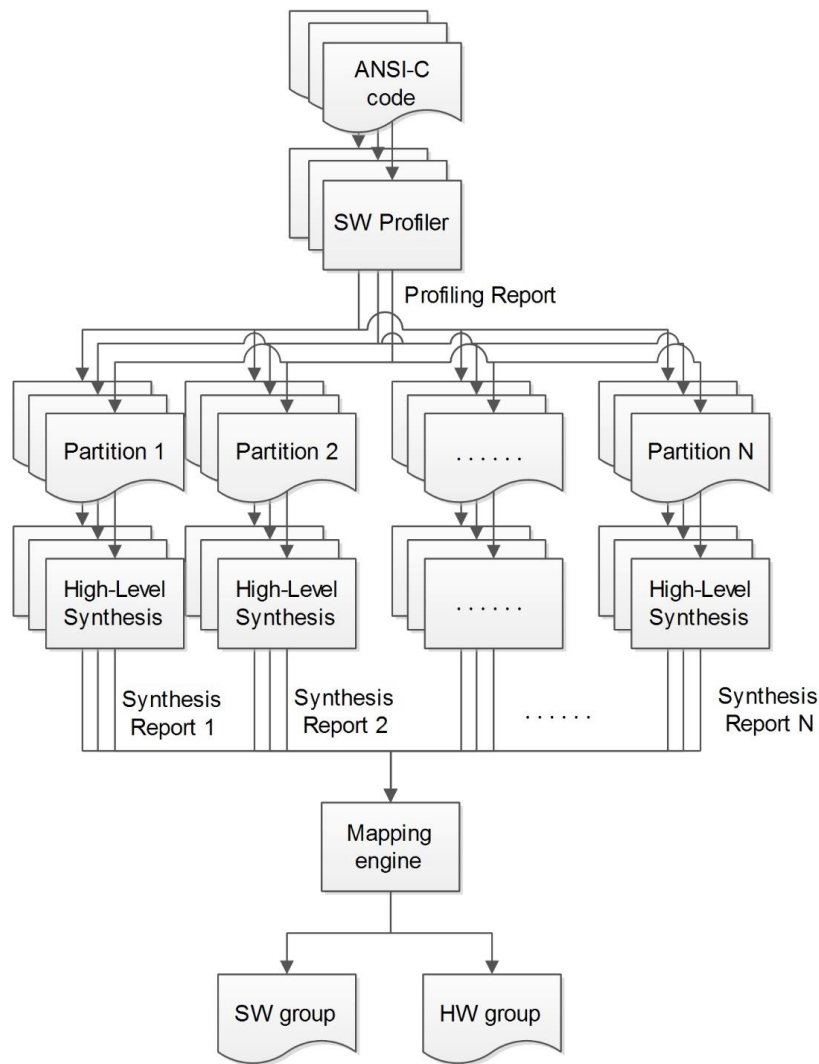 ANSI-C
code
SW Profiler
Profiling Report
Partition 1
Partition 2
. . . . . .
Partition N
High-Level
Synthesis
High-Level
Synthesis
. . . . . .
High-Level
Synthesis
Synthesis
Report 1
Synthesis
Report 2
. . . . . .
Synthesis
Report N
Mapping
engine
SW group
HW group